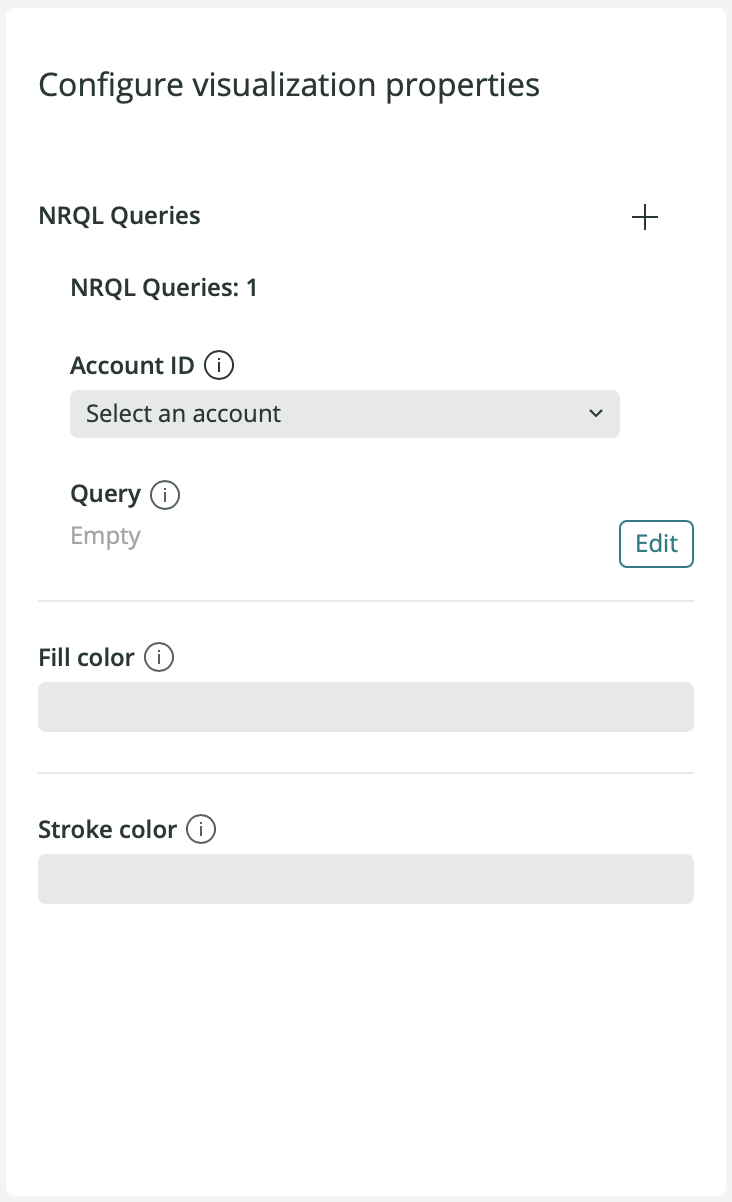 Configure visualization properties
NRQL Queries
NRQL Queries: 1
Account ID
Select an account
Query
Empty
Edit
Fill color
Stroke color